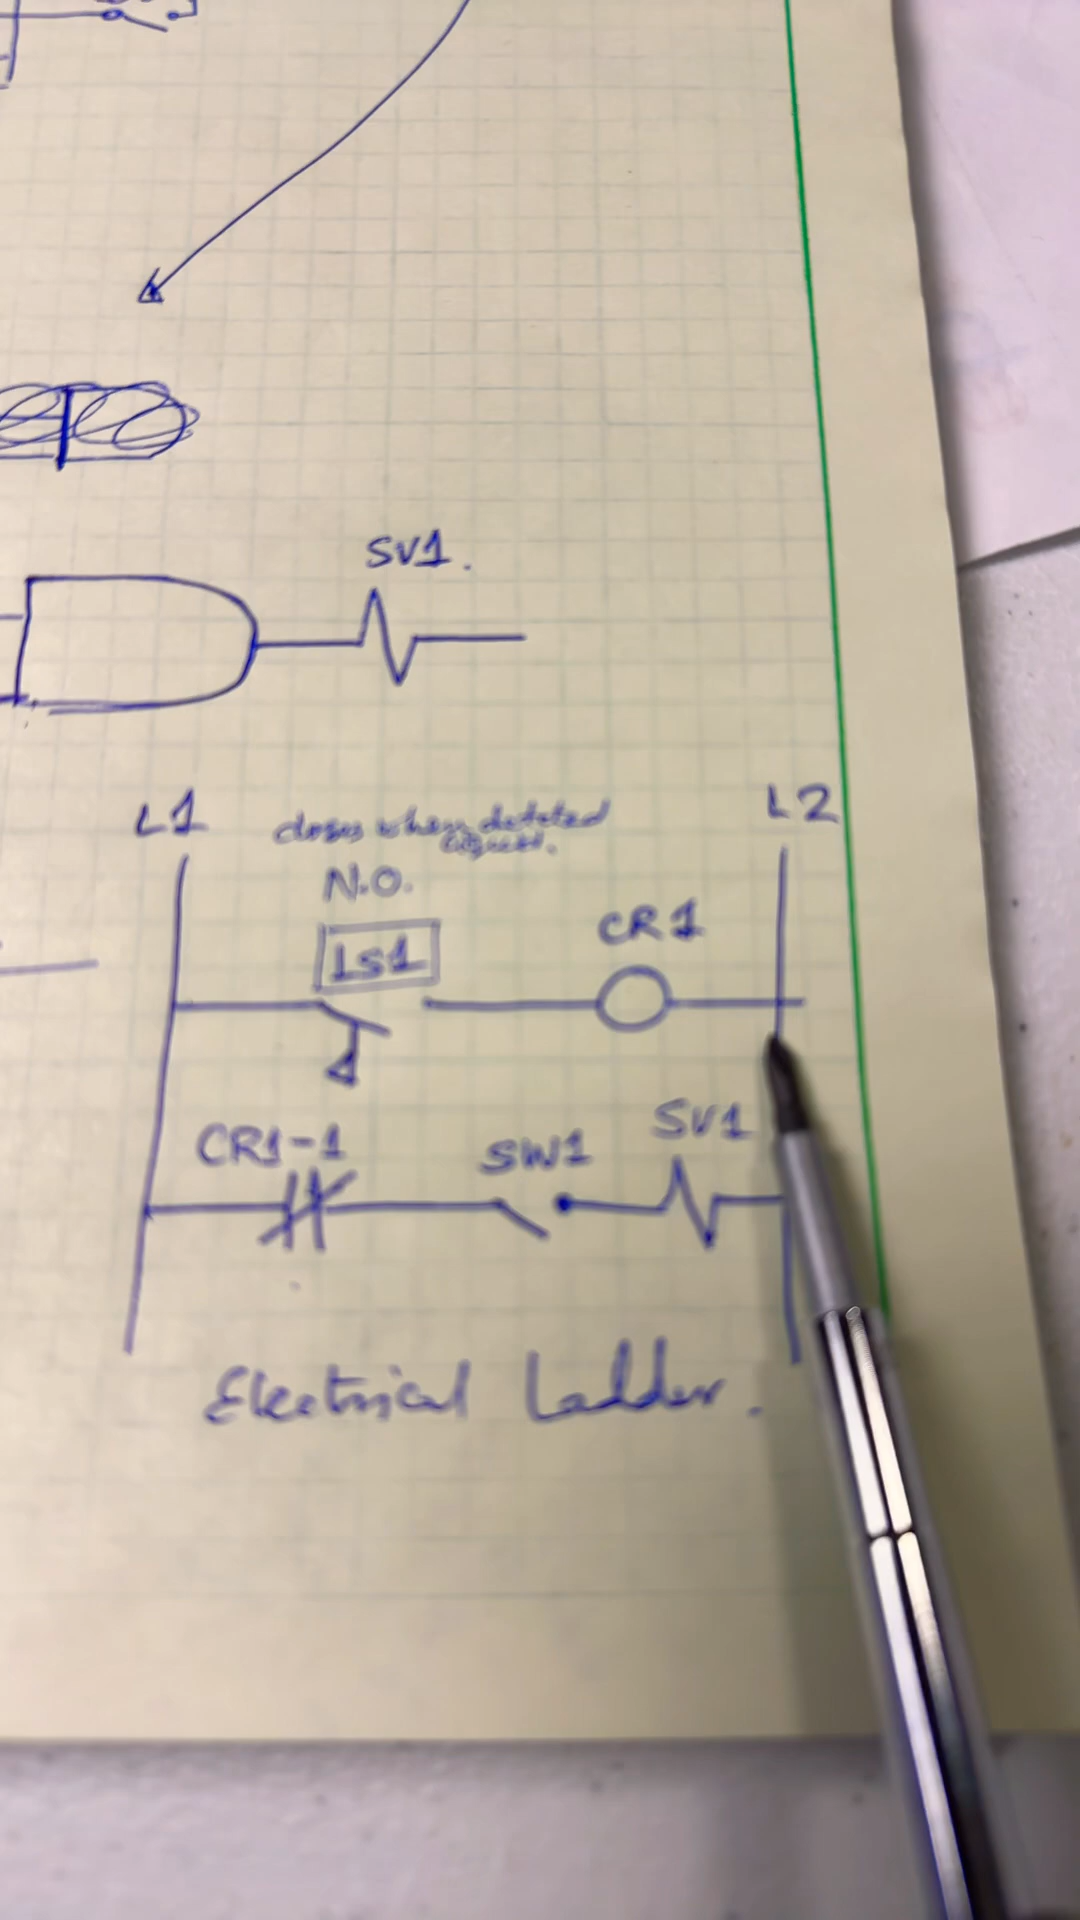 SV1.
L1
L2
closes when detected
liquid.
N.O.
LS1
CR1
CR1-1
SW1
SV1
Electrical Ladder.